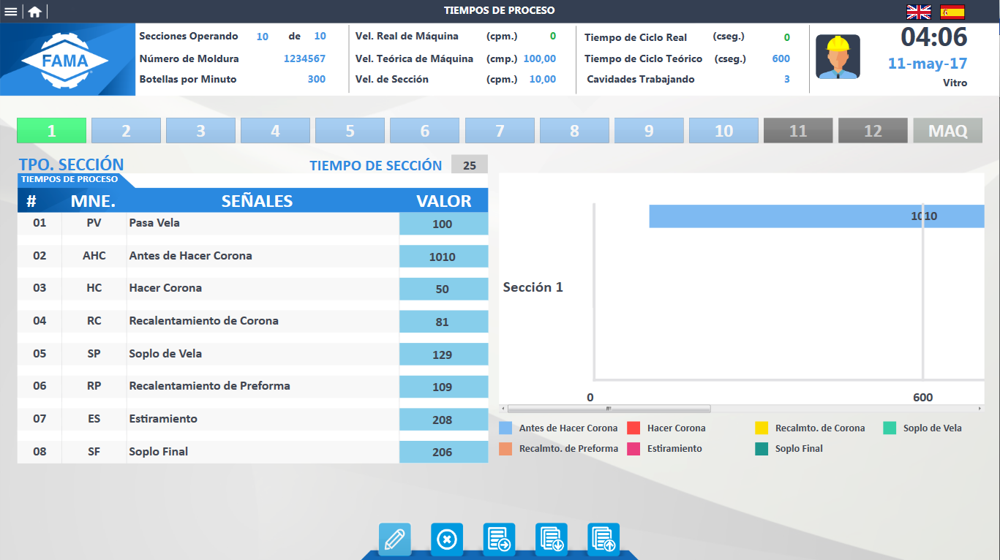 TIEMPOS DE PROCESO
FAMA
Secciones Operando 10 de 10
Número de Moldura 1234567
Botellas por Minuto 300
Vel. Real de Máquina (cpm.) 0
Vel. Teórica de Máquina (cmp.) 100,00
Vel. de Sección (cpm.) 10,00
Tiempo de Ciclo Real (cseg.) 0
Tiempo de Ciclo Teórico (cseg.) 600
Cavidades Trabajando 3
04:06
11-may-17
Vitro
1 2 3 4 5 6 7 8 9 10 11 12 MAQ
TPO. SECCIÓN TIEMPO DE SECCIÓN 25
TIEMPOS DE PROCESO
# MNE. SEÑALES VALOR
01 PV Pasa Vela 100
02 AHC Antes de Hacer Corona 1010
03 HC Hacer Corona 50
04 RC Recalentamiento de Corona 81
05 SP Soplo de Vela 129
06 RP Recalentamiento de Preforma 109
07 ES Estiramiento 208
08 SF Soplo Final 206
1010
Sección 1
0 600
Antes de Hacer Corona Hacer Corona Recalmto. de Corona Soplo de Vela
Recalmto. de Preforma Estiramiento Soplo Final